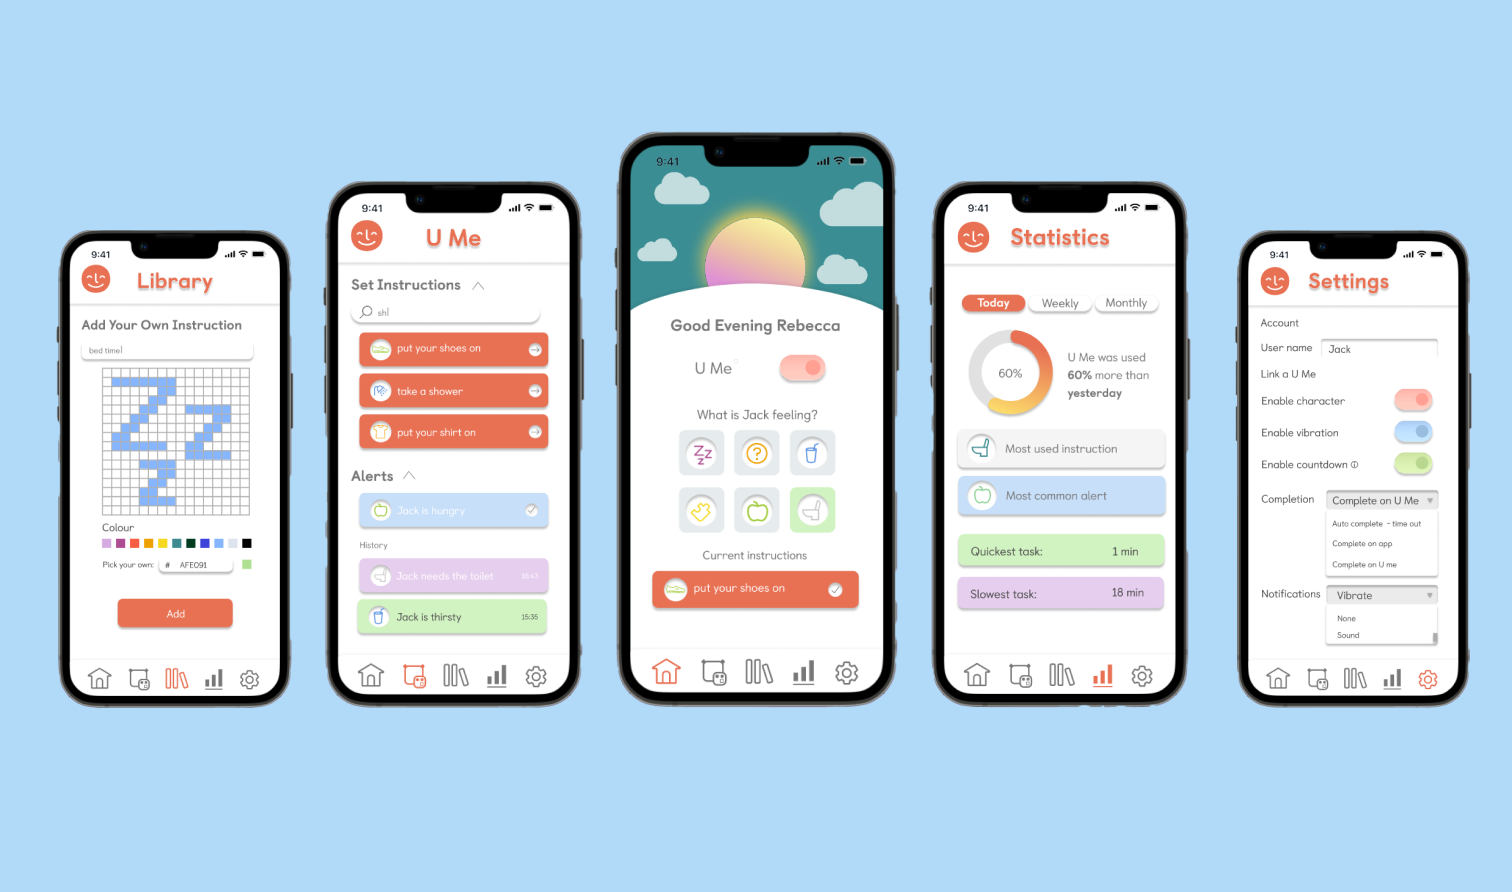 9:41
Library
Add Your Own Instruction
bed time|
Colour
Pick your own:
# AFE091
Add
9:41
U Me
Set Instructions
shl
put your shoes on
take a shower
put your shirt on
Alerts
Jack is hungry
History
Jack needs the toilet
16:43
Jack is thirsty
15:35
9:41
Good Evening Rebecca
U Me
What is Jack feeling?
Zzz
?
Current instructions
put your shoes on
9:41
Statistics
Today
Weekly
Monthly
60%
U Me was used
60% more than
yesterday
Most used instruction
Most common alert
Quickest task: 1 min
Slowest task: 18 min
9:41
Settings
Account
User name Jack
Link a U Me
Enable character
Enable vibration
Enable countdown
Completion Complete on U Me
Auto complete - time out
Complete on app
Complete on U me
Notifications Vibrate
None
Sound